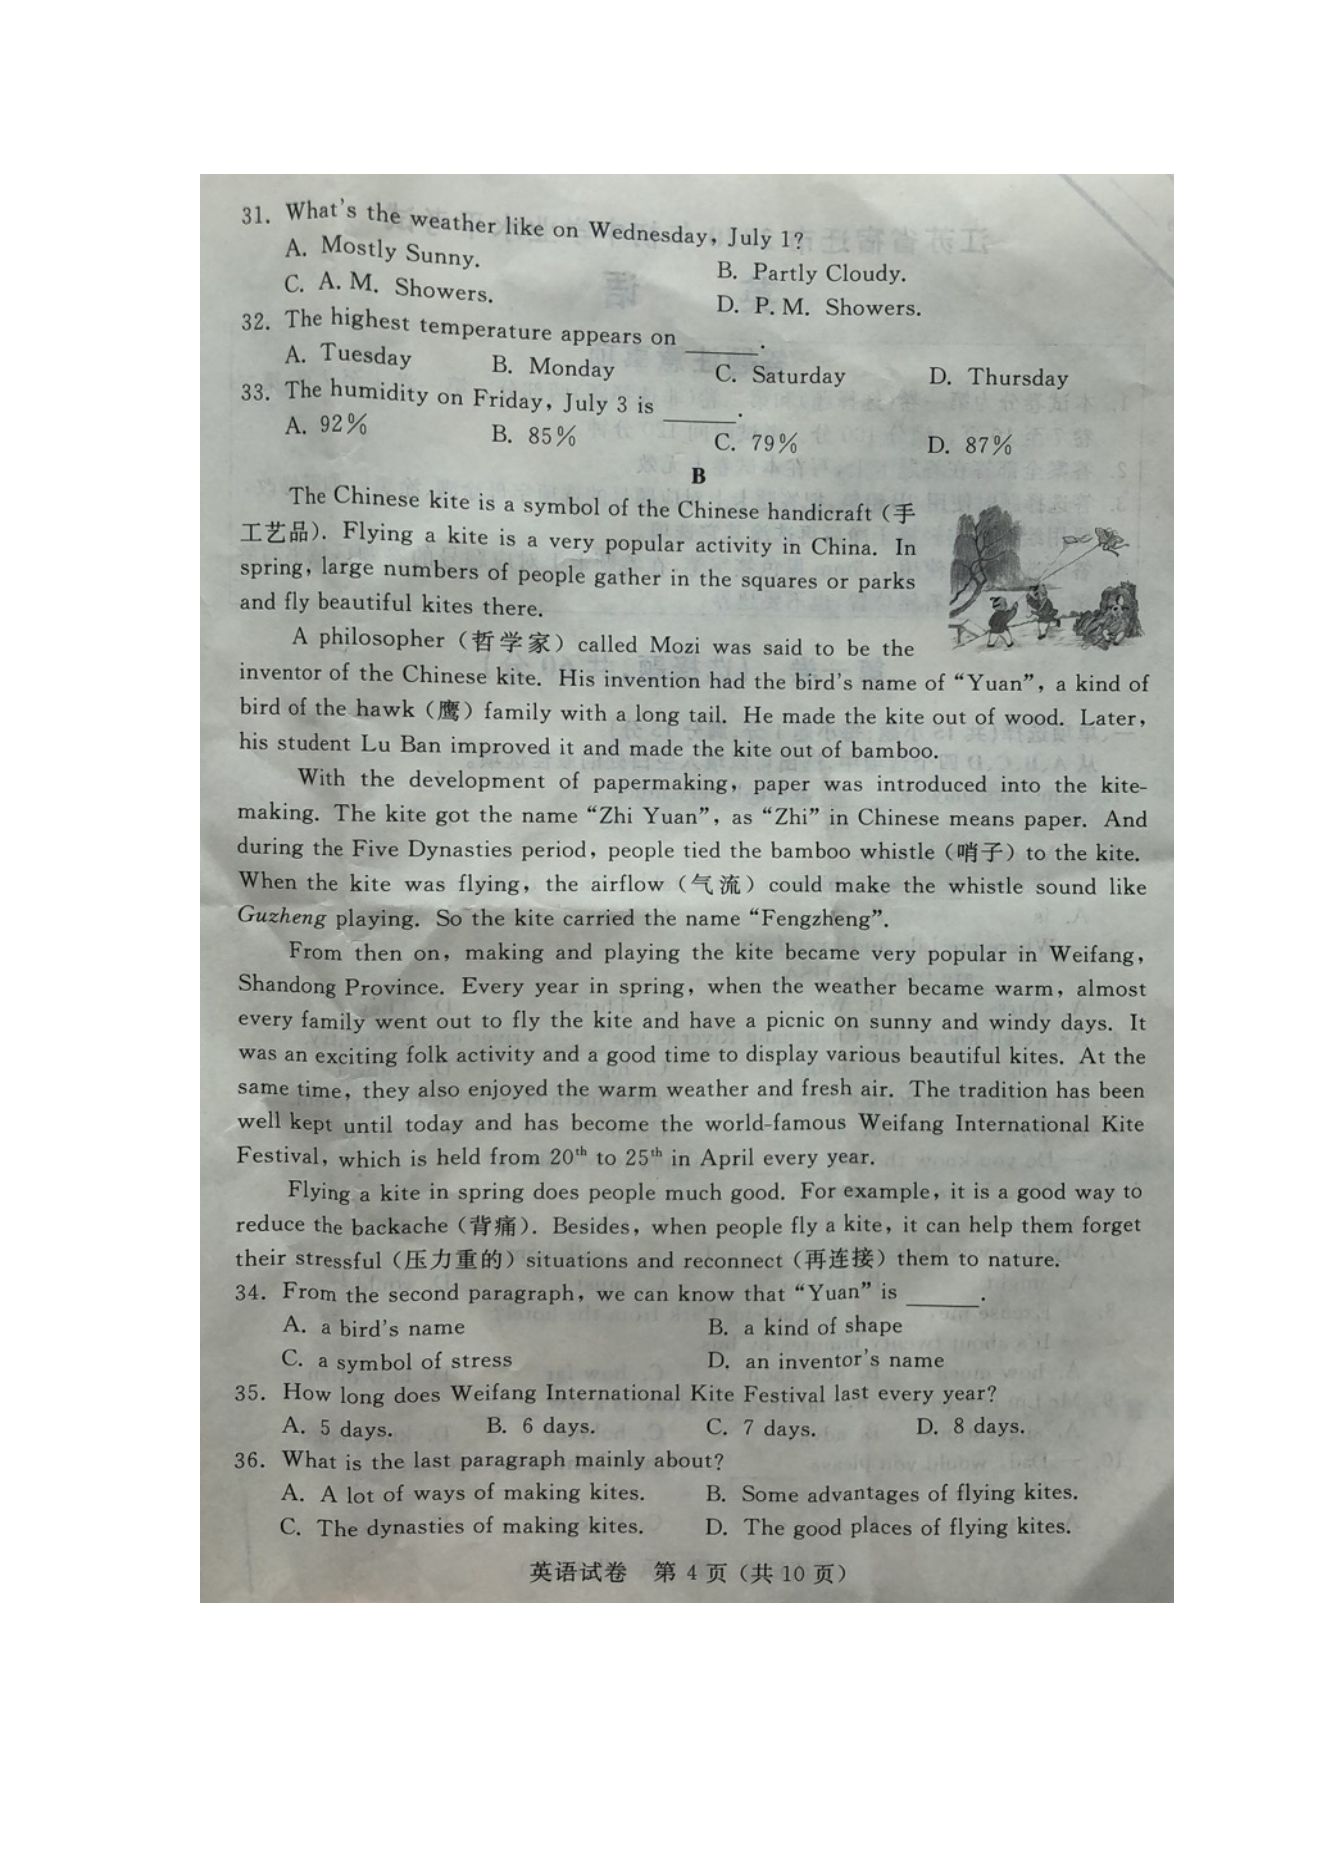 31. What's the weather like on Wednesday, July 1?
A. Mostly Sunny. B. Partly Cloudy.
C. A. M. Showers. D. P. M. Showers.
32. The highest temperature appears on ______.
A. Tuesday B. Monday C. Saturday D. Thursday
33. The humidity on Friday, July 3 is ______.
A. 92% B. 85% C. 79% D. 87%
B
The Chinese kite is a symbol of the Chinese handicraft (手
工艺品). Flying a kite is a very popular activity in China. In
spring, large numbers of people gather in the squares or parks
and fly beautiful kites there.
A philosopher (哲学家) called Mozi was said to be the
inventor of the Chinese kite. His invention had the bird's name of “Yuan”, a kind of
bird of the hawk (鹰) family with a long tail. He made the kite out of wood. Later,
his student Lu Ban improved it and made the kite out of bamboo.
With the development of papermaking, paper was introduced into the kite-
making. The kite got the name “Zhi Yuan”, as “Zhi” in Chinese means paper. And
during the Five Dynasties period, people tied the bamboo whistle (哨子) to the kite.
When the kite was flying, the airflow (气流) could make the whistle sound like
Guzheng playing. So the kite carried the name “Fengzheng”.
From then on, making and playing the kite became very popular in Weifang,
Shandong Province. Every year in spring, when the weather became warm, almost
every family went out to fly the kite and have a picnic on sunny and windy days. It
was an exciting folk activity and a good time to display various beautiful kites. At the
same time, they also enjoyed the warm weather and fresh air. The tradition has been
well kept until today and has become the world-famous Weifang International Kite
Festival, which is held from 20th to 25th in April every year.
Flying a kite in spring does people much good. For example, it is a good way to
reduce the backache (背痛). Besides, when people fly a kite, it can help them forget
their stressful (压力重的) situations and reconnect (再连接) them to nature.
34. From the second paragraph, we can know that “Yuan” is ______.
A. a bird's name B. a kind of shape
C. a symbol of stress D. an inventor's name
35. How long does Weifang International Kite Festival last every year?
A. 5 days. B. 6 days. C. 7 days. D. 8 days.
36. What is the last paragraph mainly about?
A. A lot of ways of making kites. B. Some advantages of flying kites.
C. The dynasties of making kites. D. The good places of flying kites.
英语试卷 第 4 页 (共 10 页)